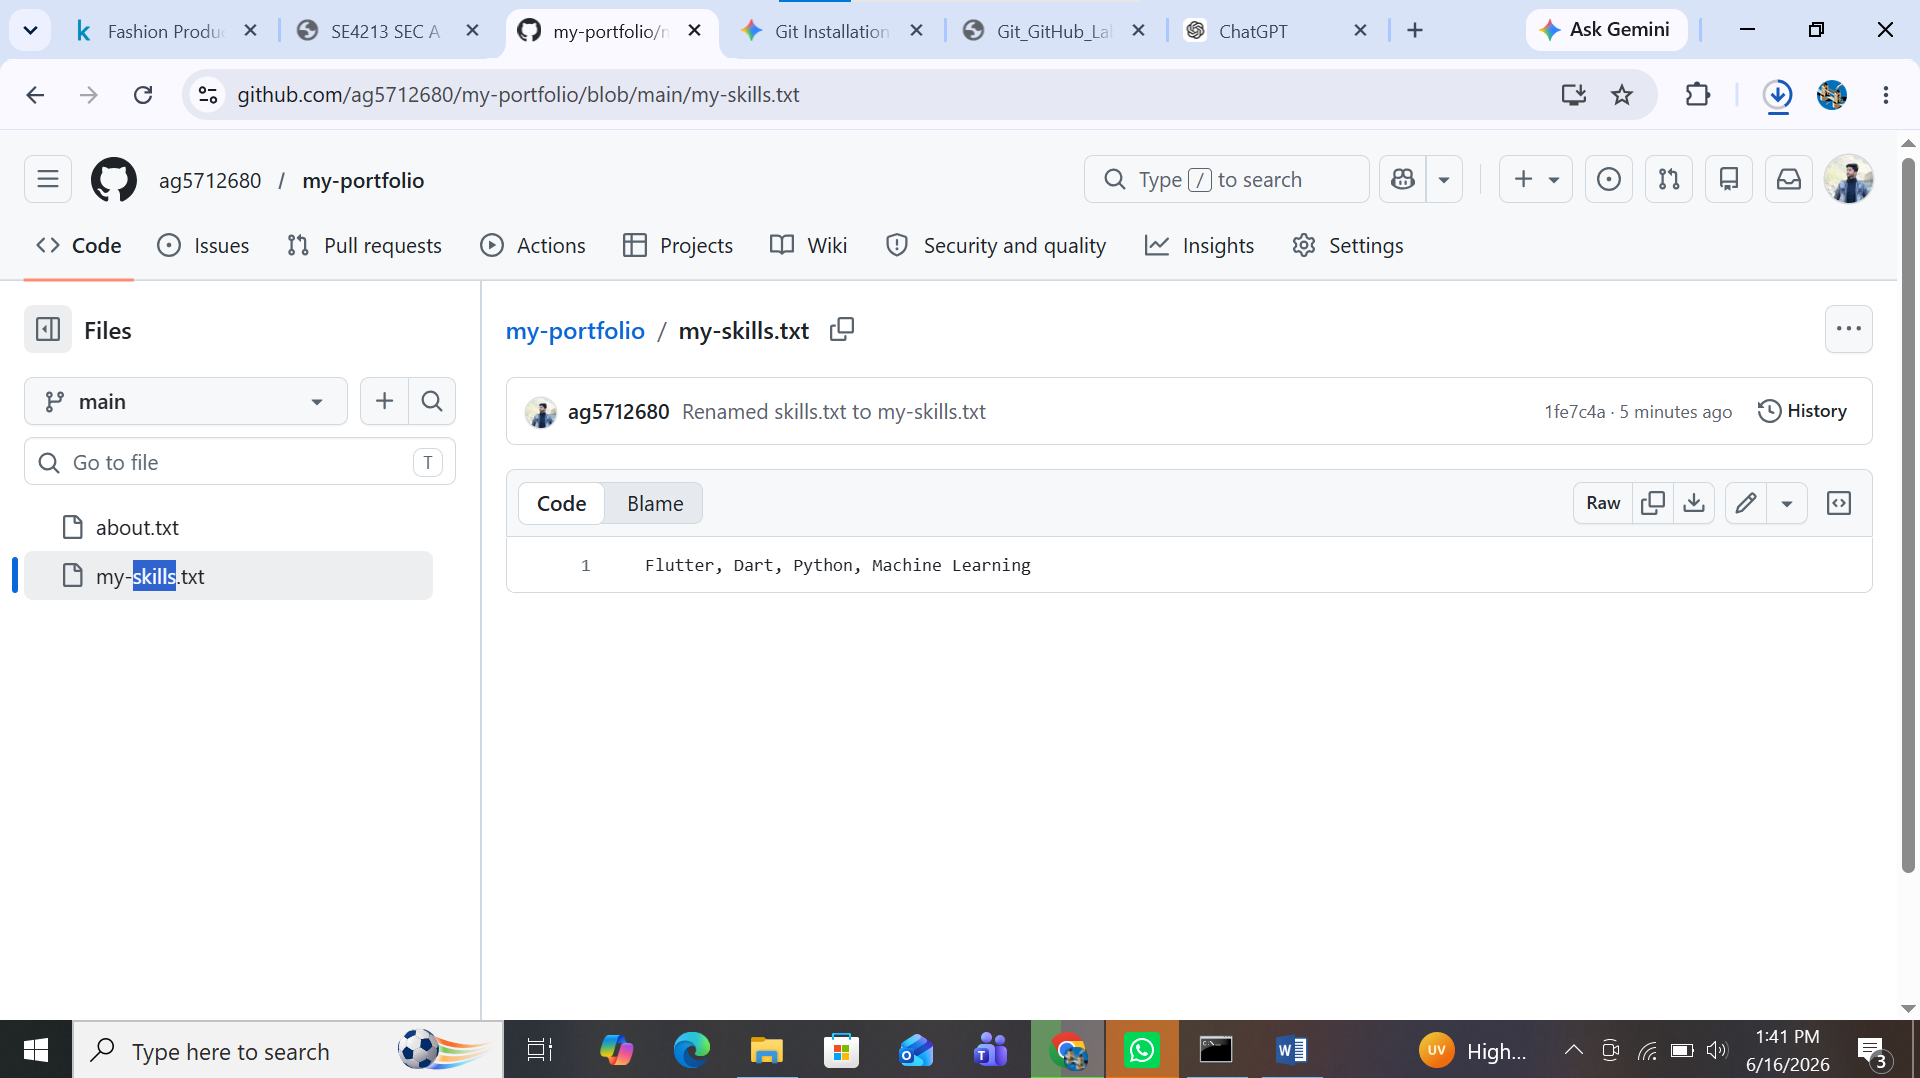 Fashion Produ
SE4213 SEC A
my-portfolio/
Git Installation
Git_GitHub_La
ChatGPT
Ask Gemini
github.com/ag5712680/my-portfolio/blob/main/my-skills.txt
ag5712680 / my-portfolio
Type / to search
Code
Issues
Pull requests
Actions
Projects
Wiki
Security and quality
Insights
Settings
Files
main
Go to file
T
about.txt
my-skills.txt
my-portfolio / my-skills.txt
ag5712680 Renamed skills.txt to my-skills.txt
1fe7c4a · 5 minutes ago
History
Code
Blame
Raw
1 Flutter, Dart, Python, Machine Learning
Type here to search
UV
High...
1:41 PM
6/16/2026
3